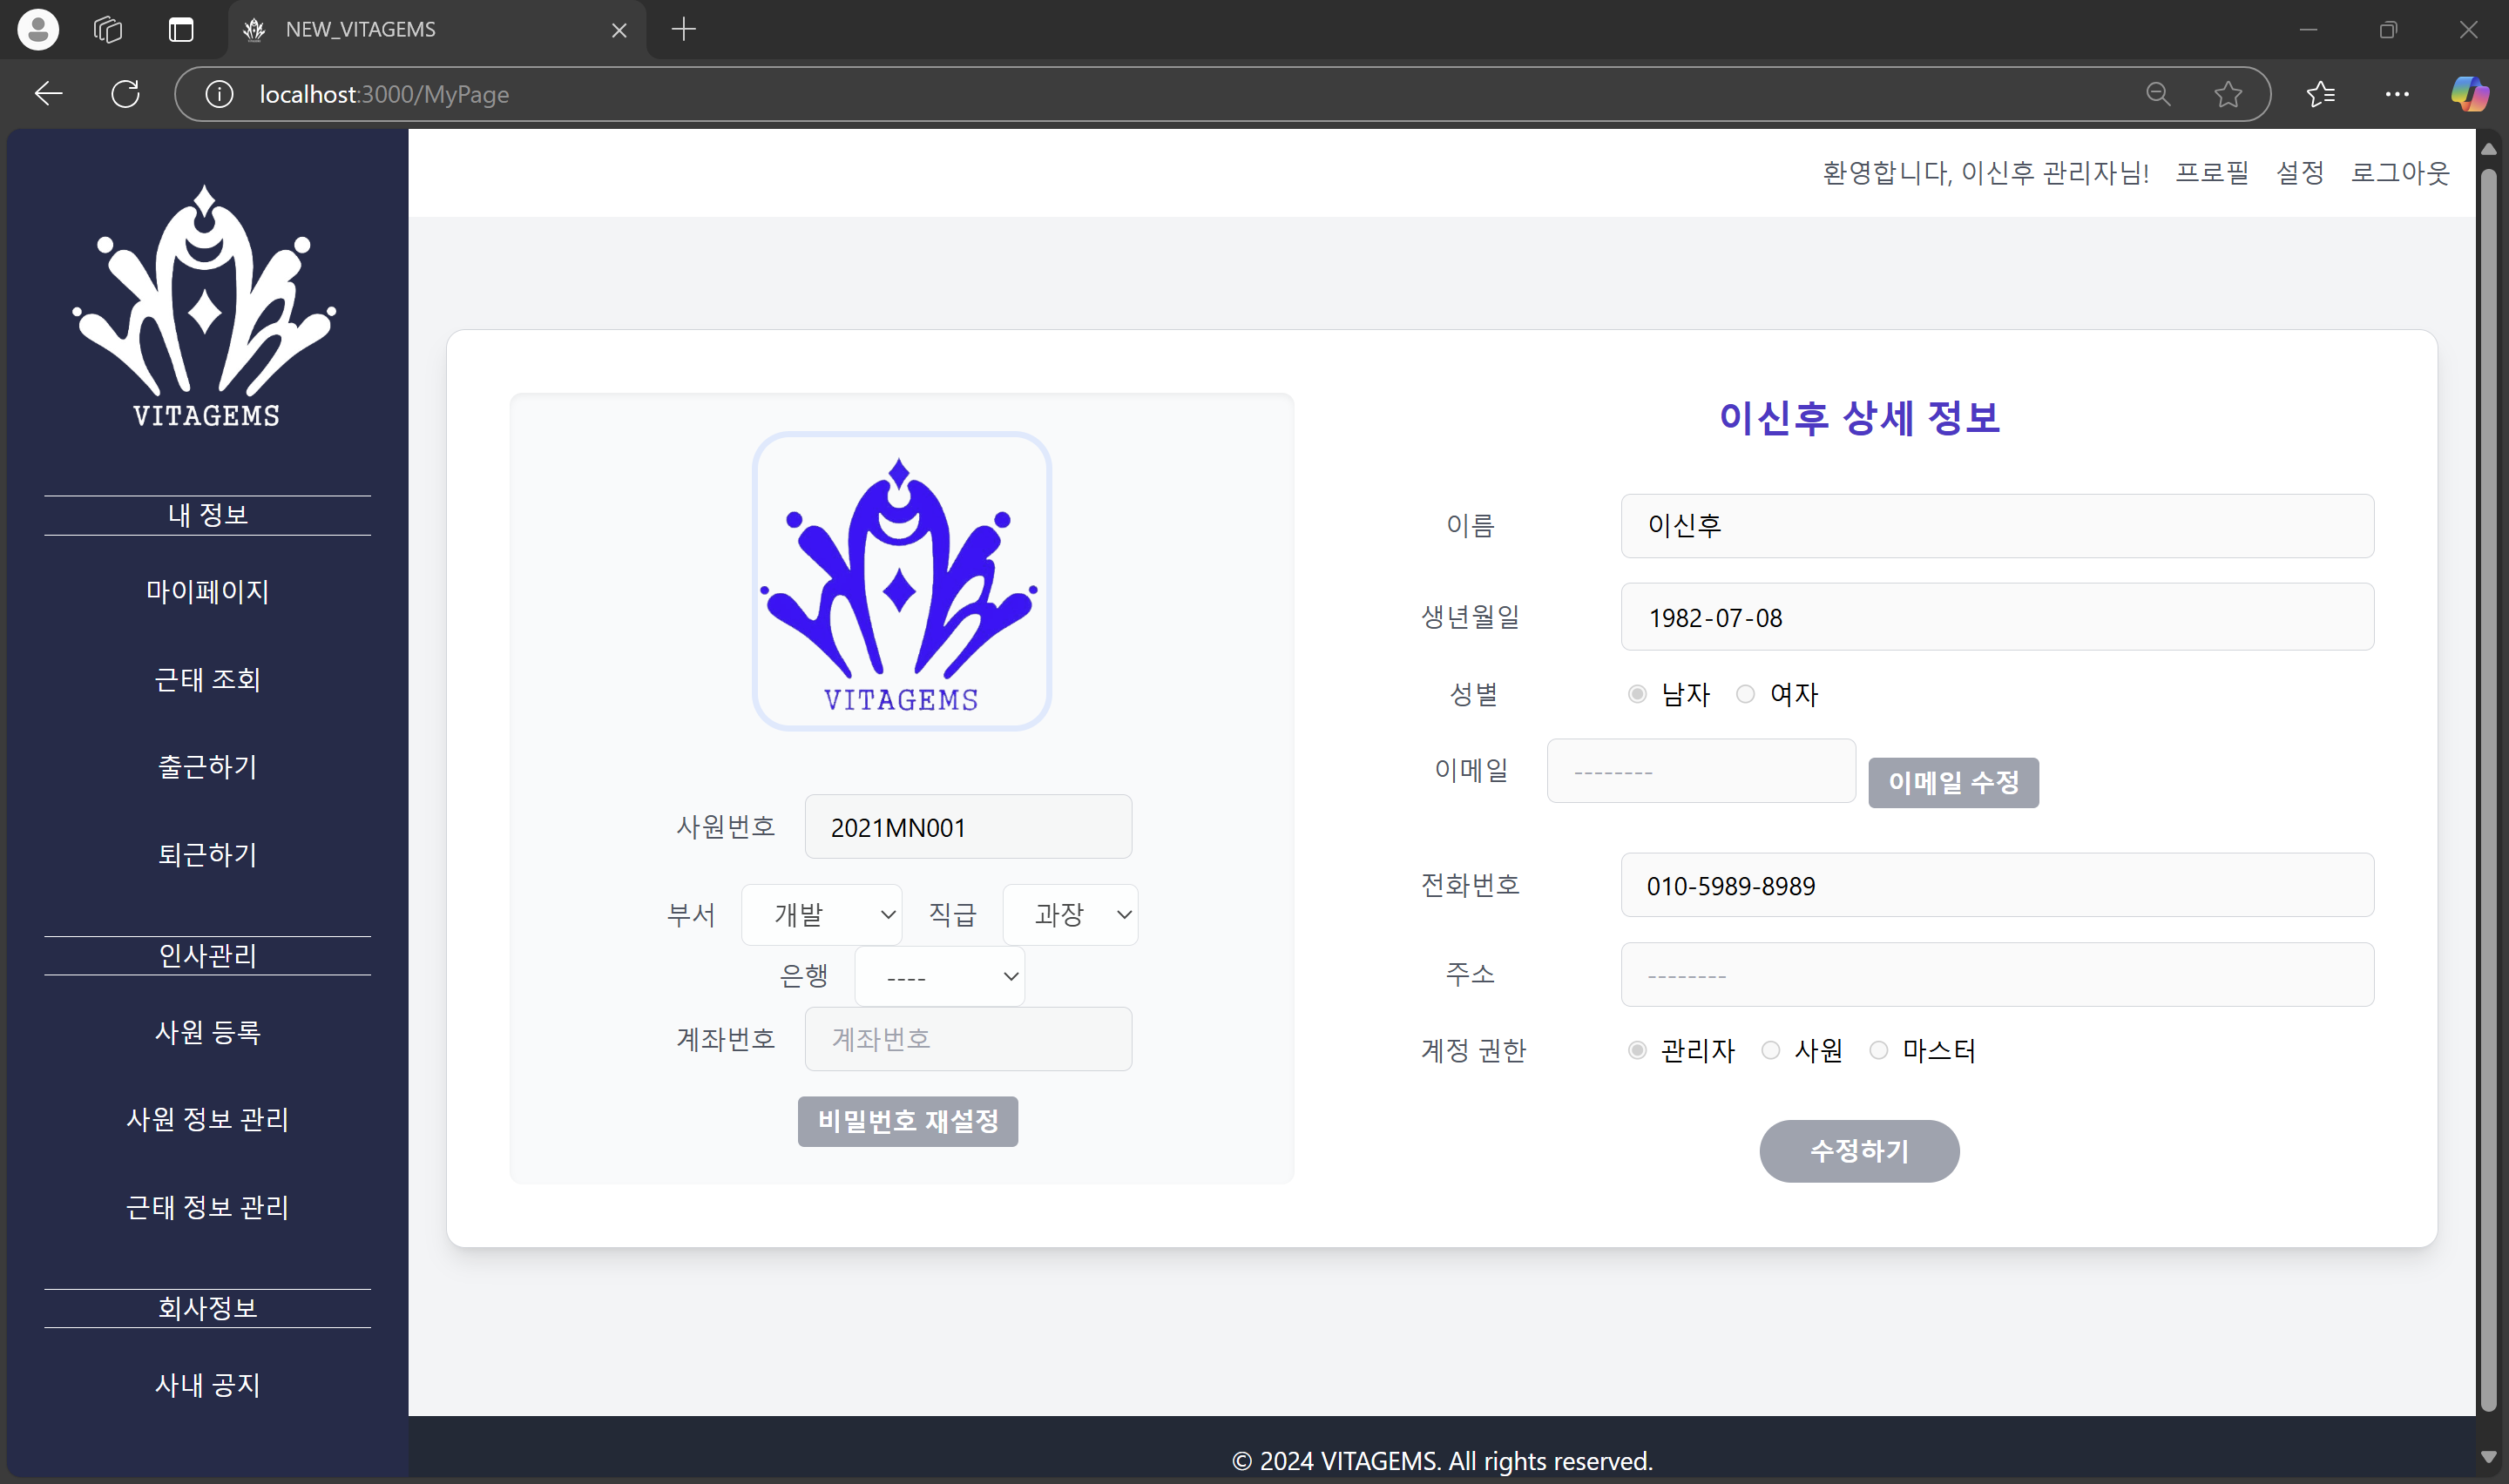 NEW_VITAGEMS
localhost:3000/MyPage
환영합니다, 이신후 관리자님! 프로필 설정 로그아웃
VITAGEMS
내 정보
마이페이지
근태 조회
출근하기
퇴근하기
인사관리
사원 등록
사원 정보 관리
근태 정보 관리
회사정보
사내 공지
VITAGEMS
사원번호 2021MN001
부서 개발 직급 과장
은행 ----
계좌번호 계좌번호
비밀번호 재설정
이신후 상세 정보
이름 이신후
생년월일 1982-07-08
성별 남자 여자
이메일 -------- 이메일 수정
전화번호 010-5989-8989
주소 --------
계정 권한 관리자 사원 마스터
수정하기
© 2024 VITAGEMS. All rights reserved.